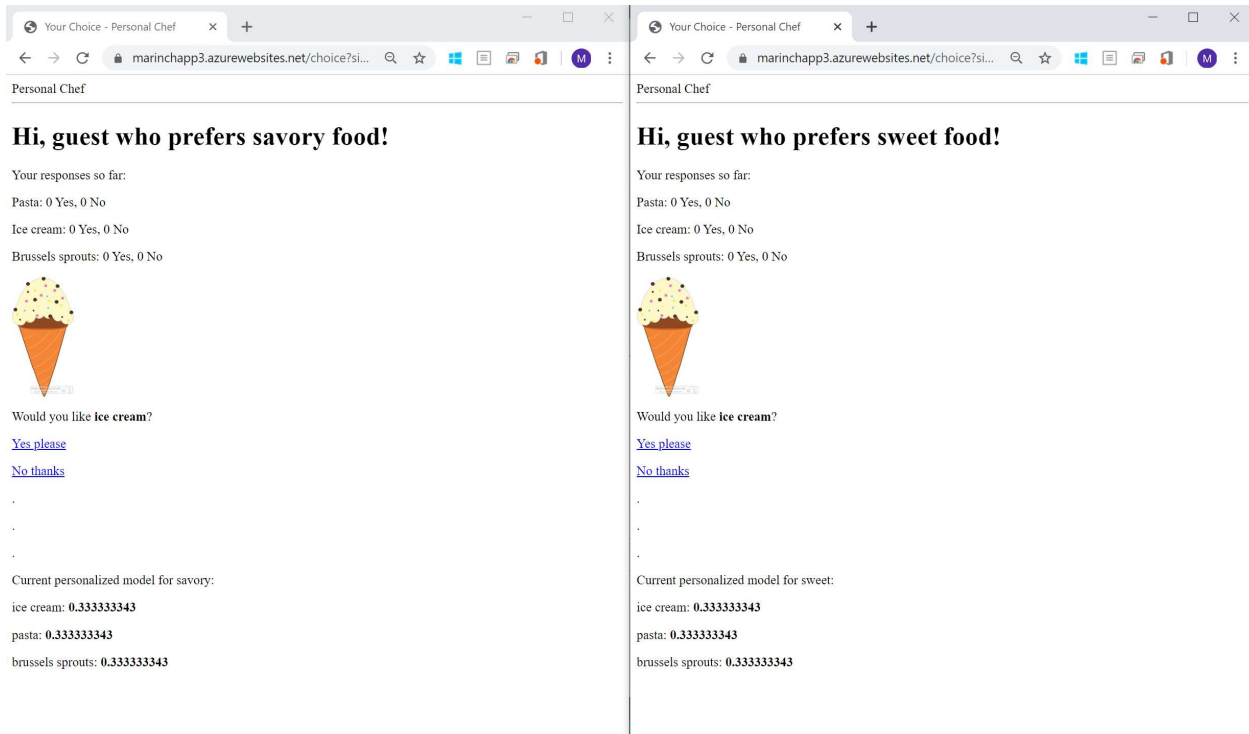 Your Choice - Personal Chef
marinchapp3.azurewebsites.net/choice?si...
M
Personal Chef
Hi, guest who prefers savory food!
Your responses so far:
Pasta: 0 Yes, 0 No
Ice cream: 0 Yes, 0 No
Brussels sprouts: 0 Yes, 0 No
Would you like ice cream?
Yes please
No thanks
.
.
.
Current personalized model for savory:
ice cream: 0.333333343
pasta: 0.333333343
brussels sprouts: 0.333333343
Your Choice - Personal Chef
marinchapp3.azurewebsites.net/choice?si...
M
Personal Chef
Hi, guest who prefers sweet food!
Your responses so far:
Pasta: 0 Yes, 0 No
Ice cream: 0 Yes, 0 No
Brussels sprouts: 0 Yes, 0 No
Would you like ice cream?
Yes please
No thanks
.
.
.
Current personalized model for sweet:
ice cream: 0.333333343
pasta: 0.333333343
brussels sprouts: 0.333333343